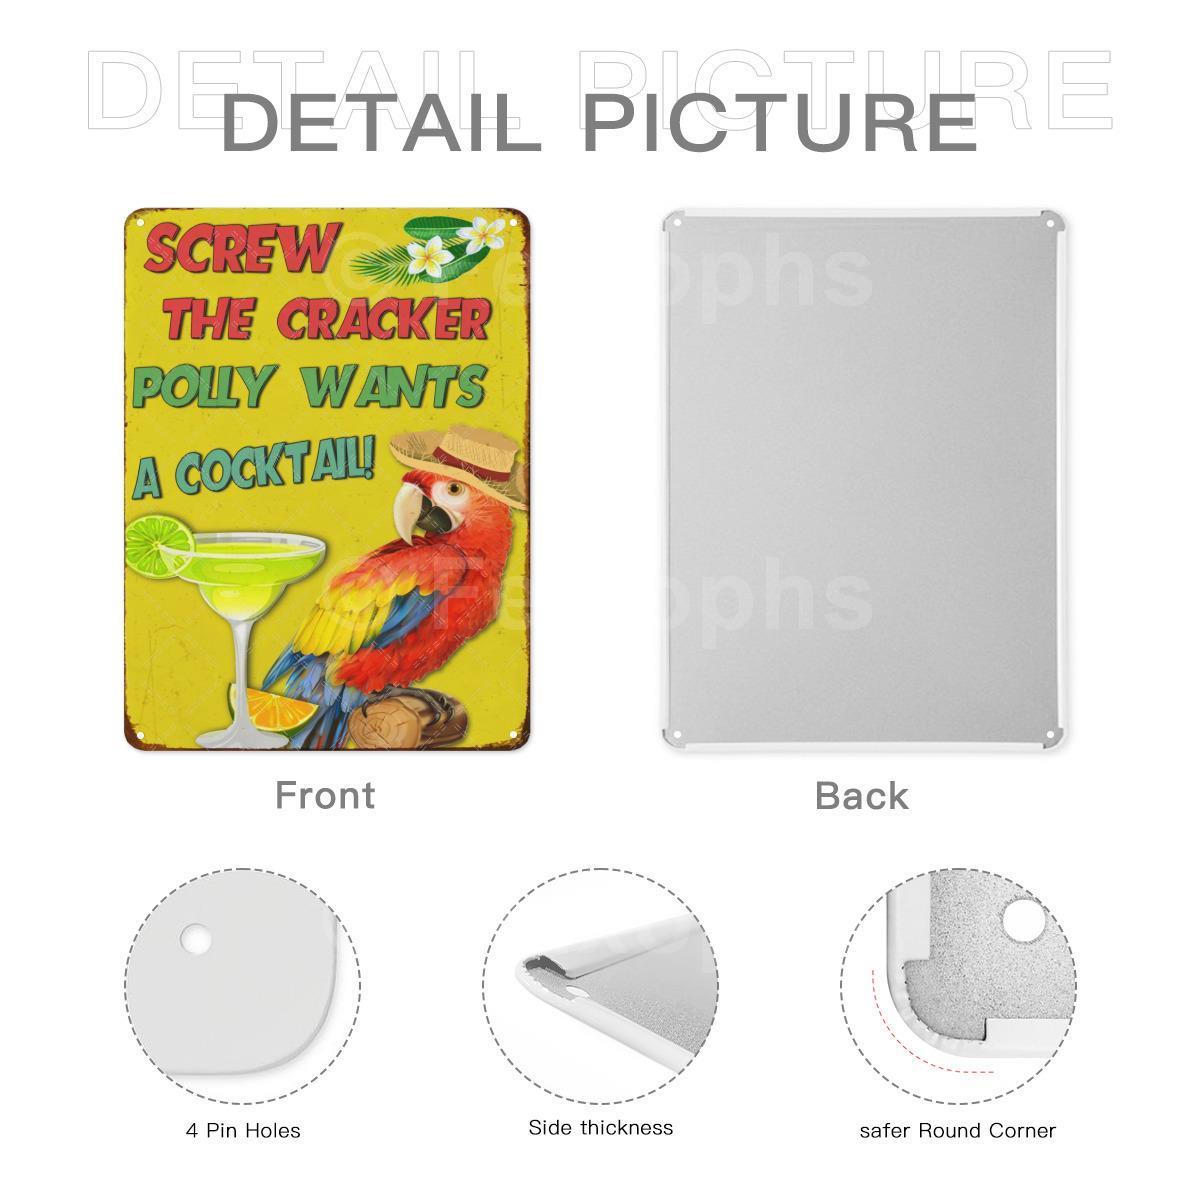 DETAIL PICTURE
DETAIL PICTURE
SCREW
THE CRACKER
POLLY WANTS
A COCKTAIL!
Front
Back
4 Pin Holes
Side thickness
safer Round Corner